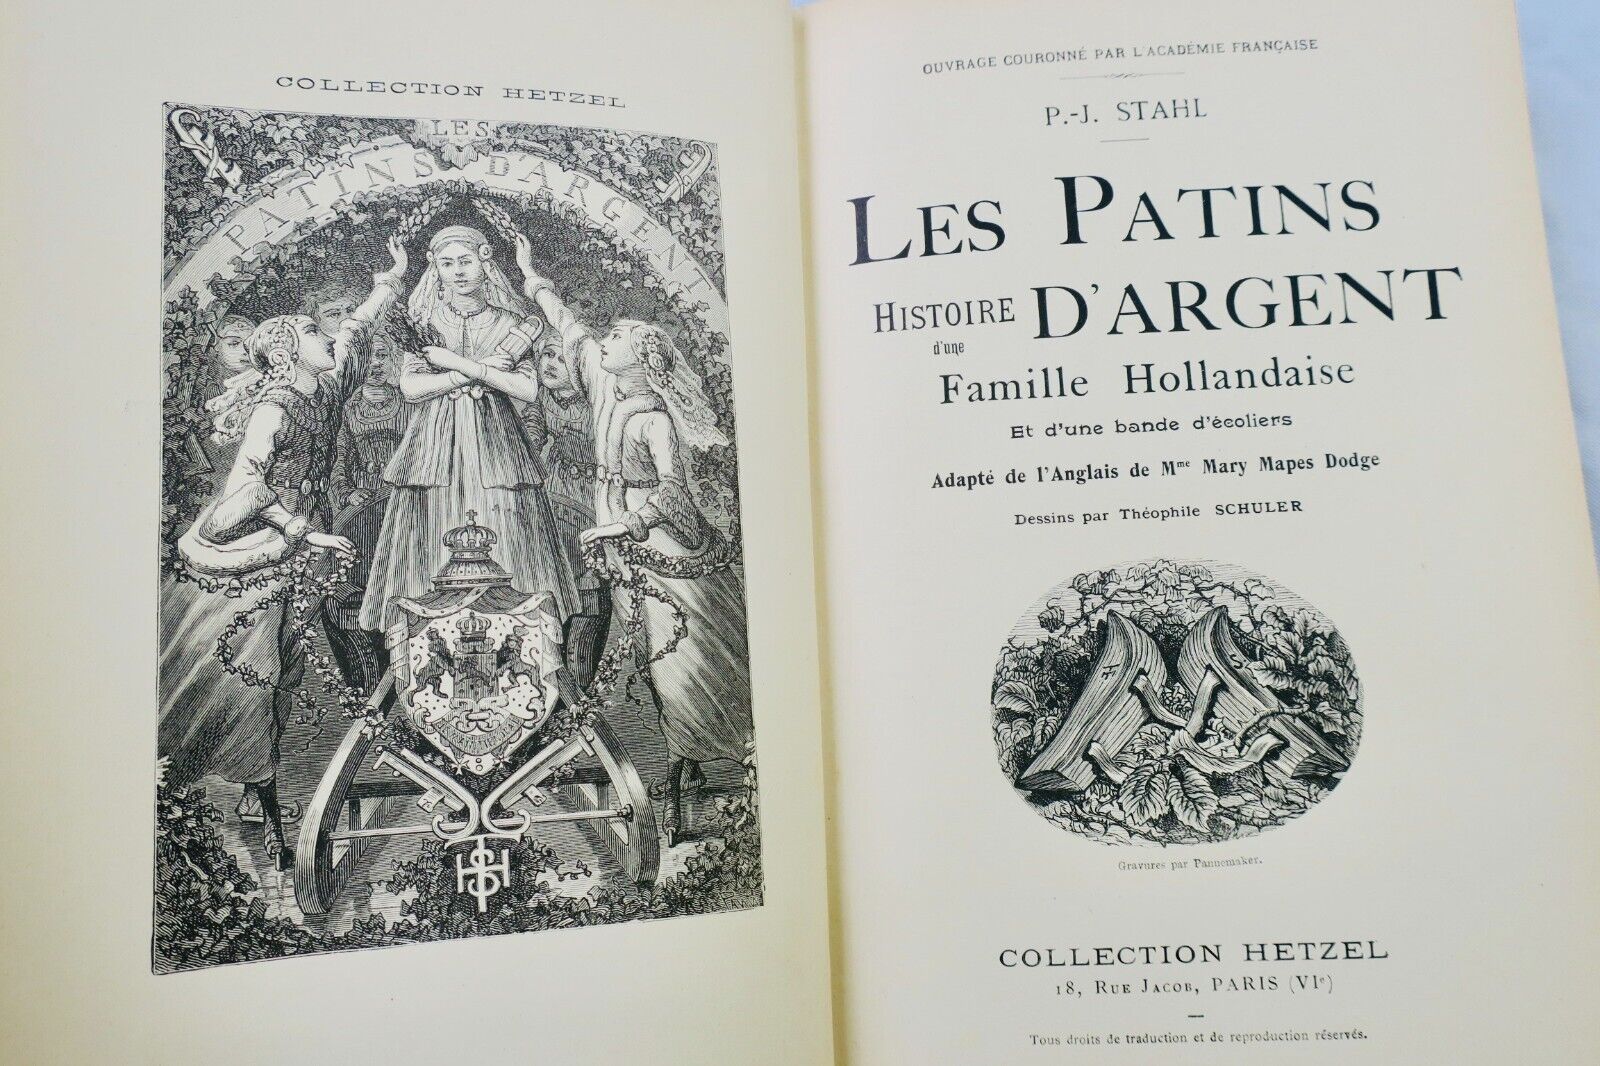 COLLECTION HETZEL
LES
PATINS D'ARGENT
HSH
OUVRAGE COURONNÉ PAR L'ACADÉMIE FRANÇAISE
P.-J. STAHL
LES PATINS
HISTOIRE d'une D'ARGENT
Famille Hollandaise
Et d'une bande d'écoliers
Adapté de l'Anglais de Mme Mary Mapes Dodge
Dessins par Théophile SCHULER
H S
Gravures par Pannemaker.
COLLECTION HETZEL
18, RUE JACOB, PARIS (VIe)
Tous droits de traduction et de reproduction réservés.